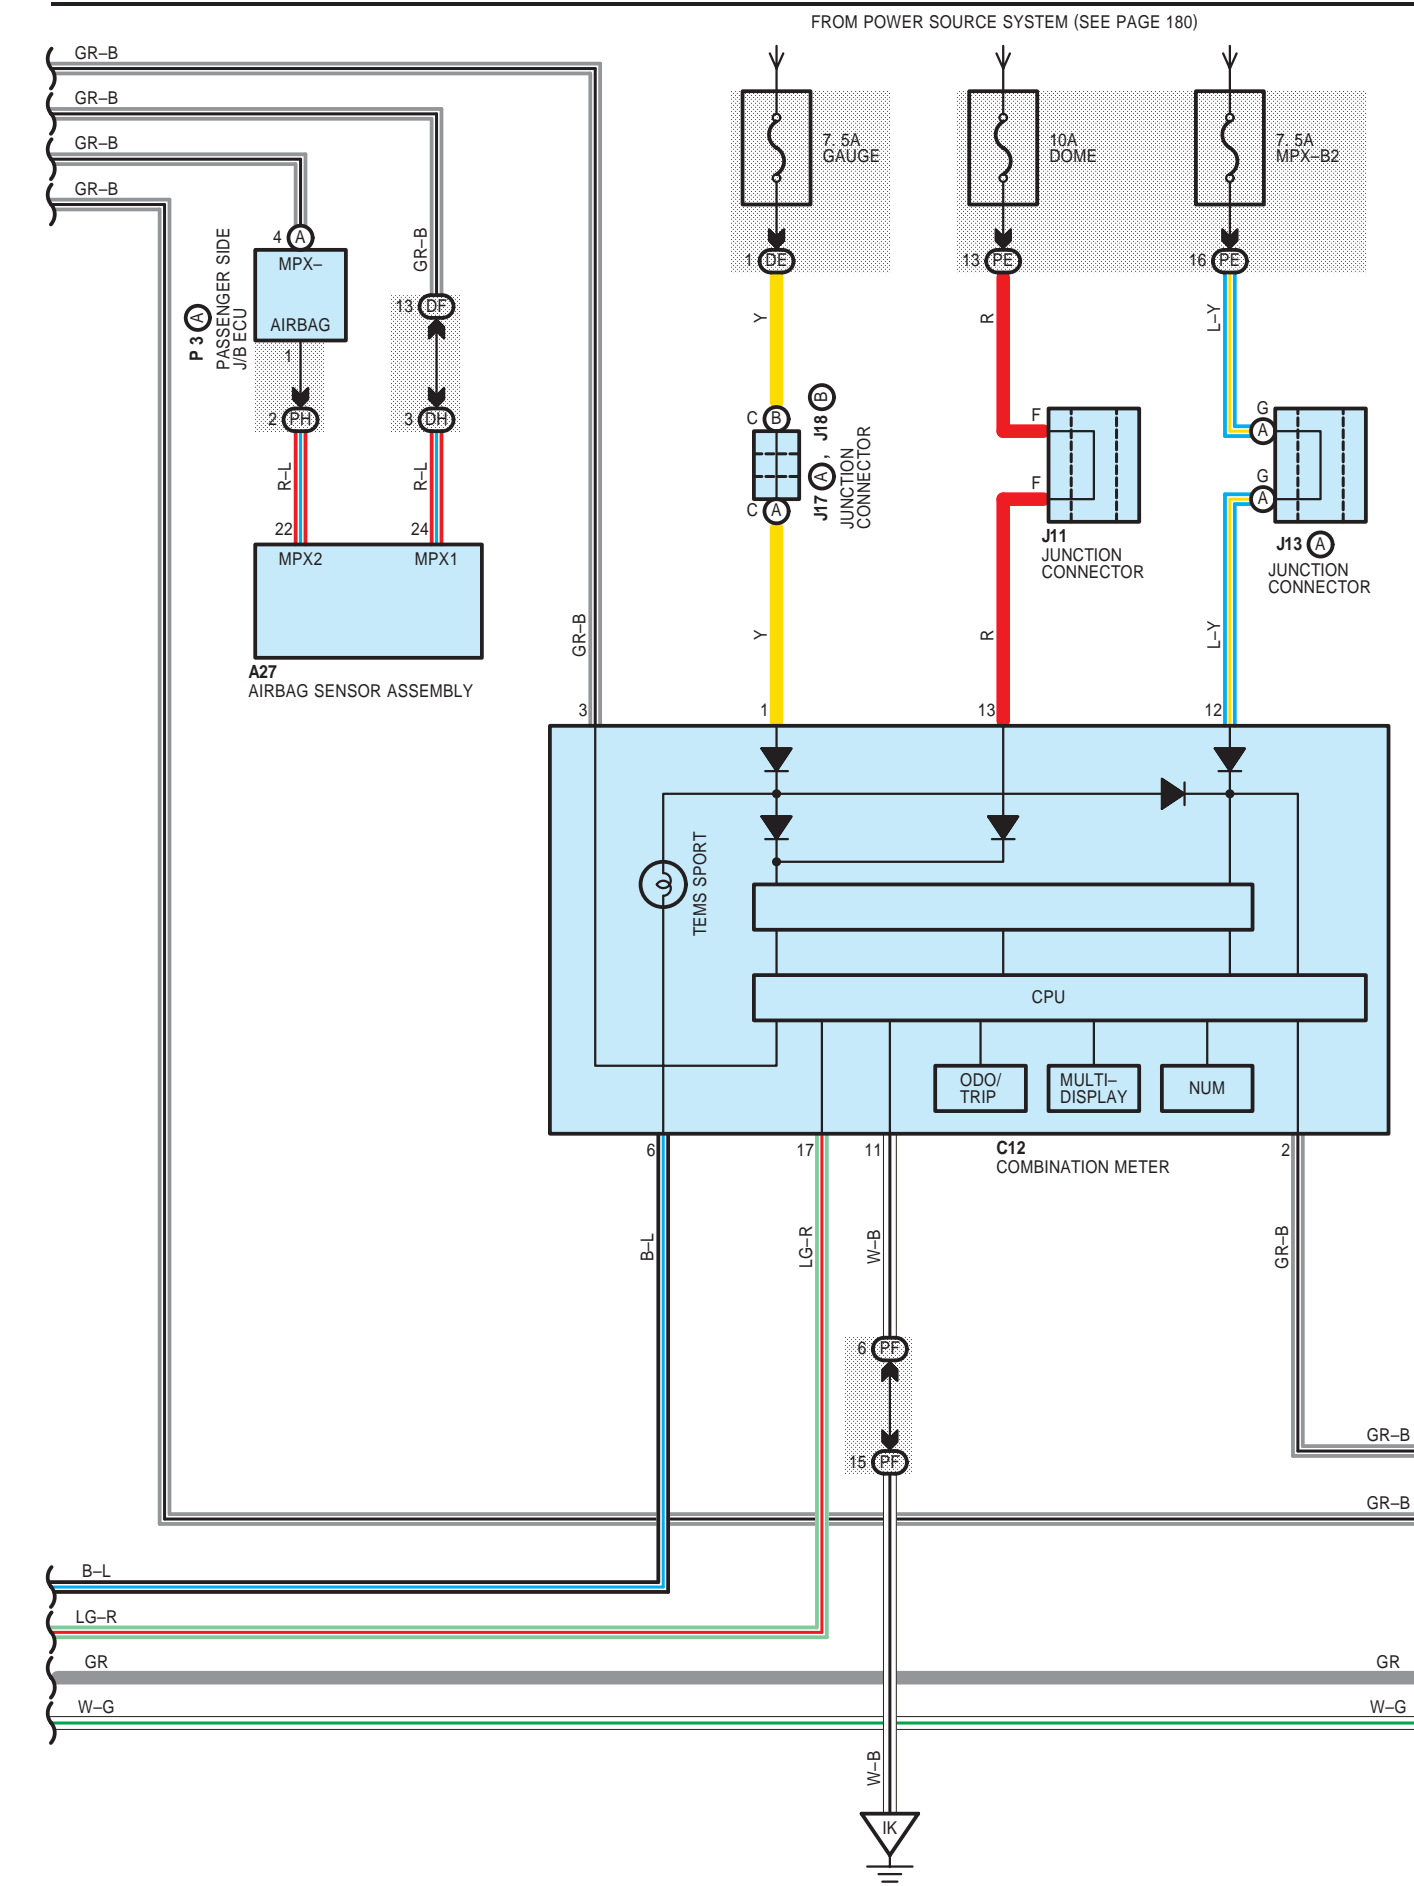 FROM POWER SOURCE SYSTEM (SEE PAGE 180)
GR–B
GR–B
GR–B
GR–B
7. 5A
GAUGE
10A
DOME
7. 5A
MPX–B2
4 A
MPX–
AIRBAG
1
P 3 A
PASSENGER SIDE
J/B ECU
GR–B
13 DF
2 PH
3 DH
R–L
R–L
22
24
MPX2
MPX1
A27
AIRBAG SENSOR ASSEMBLY
1 DE
13 PE
16 PE
Y
R
L–Y
C B
C A
J17 A , J18 B
JUNCTION
CONNECTOR
F
F
J11
JUNCTION
CONNECTOR
G
A
G
A
J13 A
JUNCTION
CONNECTOR
GR–B
Y
R
L–Y
3
1
13
12
TEMS SPORT
CPU
ODO/
TRIP
MULTI–
DISPLAY
NUM
6
17
11
C12
COMBINATION METER
2
B–L
LG–R
W–B
GR–B
6 PF
15 PF
GR–B
GR–B
B–L
LG–R
GR
GR
W–G
W–G
W–B
IK